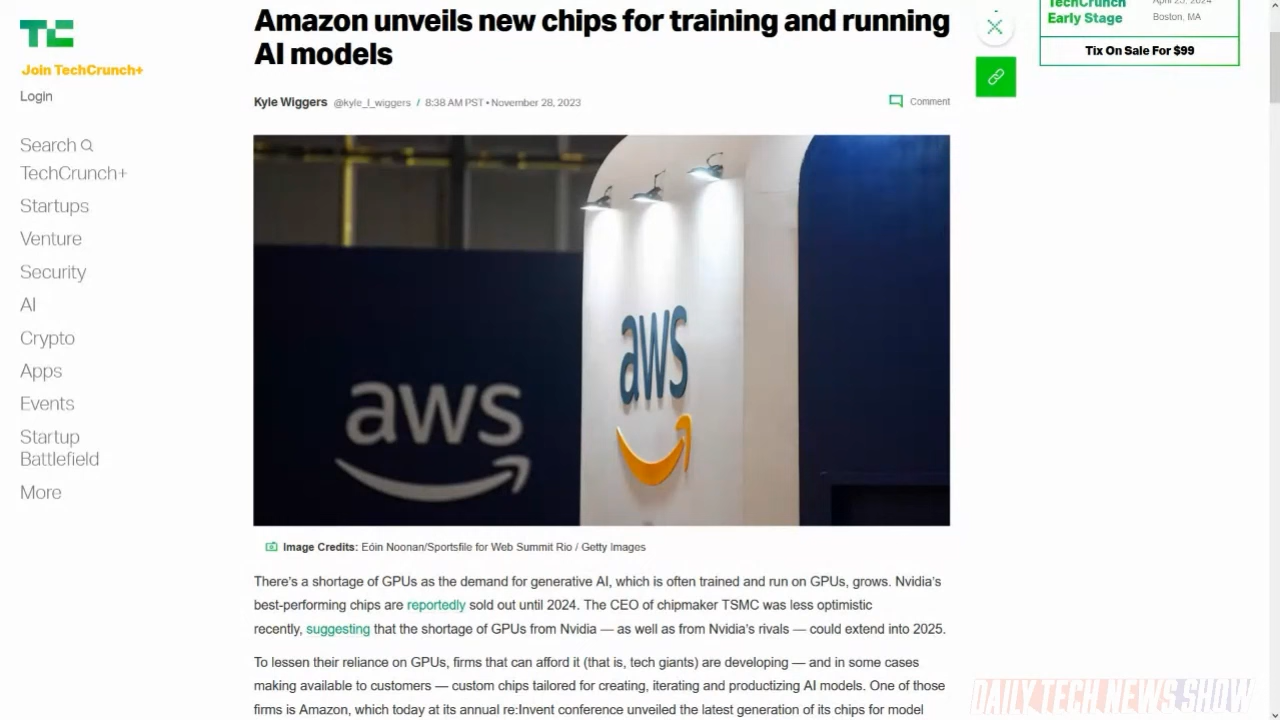 TC
Join TechCrunch+
Login
Search
TechCrunch+
Startups
Venture
Security
AI
Crypto
Apps
Events
Startup
Battlefield
More
Amazon unveils new chips for training and running
AI models
Kyle Wiggers @kyle_l_wiggers / 8:38 AM PST • November 28, 2023
Comment
aws
aws
Image Credits: Eóin Noonan/Sportsfile for Web Summit Rio / Getty Images
There's a shortage of GPUs as the demand for generative AI, which is often trained and run on GPUs, grows. Nvidia's
best-performing chips are reportedly sold out until 2024. The CEO of chipmaker TSMC was less optimistic
recently, suggesting that the shortage of GPUs from Nvidia — as well as from Nvidia's rivals — could extend into 2025.
To lessen their reliance on GPUs, firms that can afford it (that is, tech giants) are developing — and in some cases
making available to customers — custom chips tailored for creating, iterating and productizing AI models. One of those
firms is Amazon, which today at its annual re:Invent conference unveiled the latest generation of its chips for model
TechCrunch
Early Stage
April 25, 2024
Boston, MA
Tix On Sale For $99
DAILY TECH NEWS SHOW